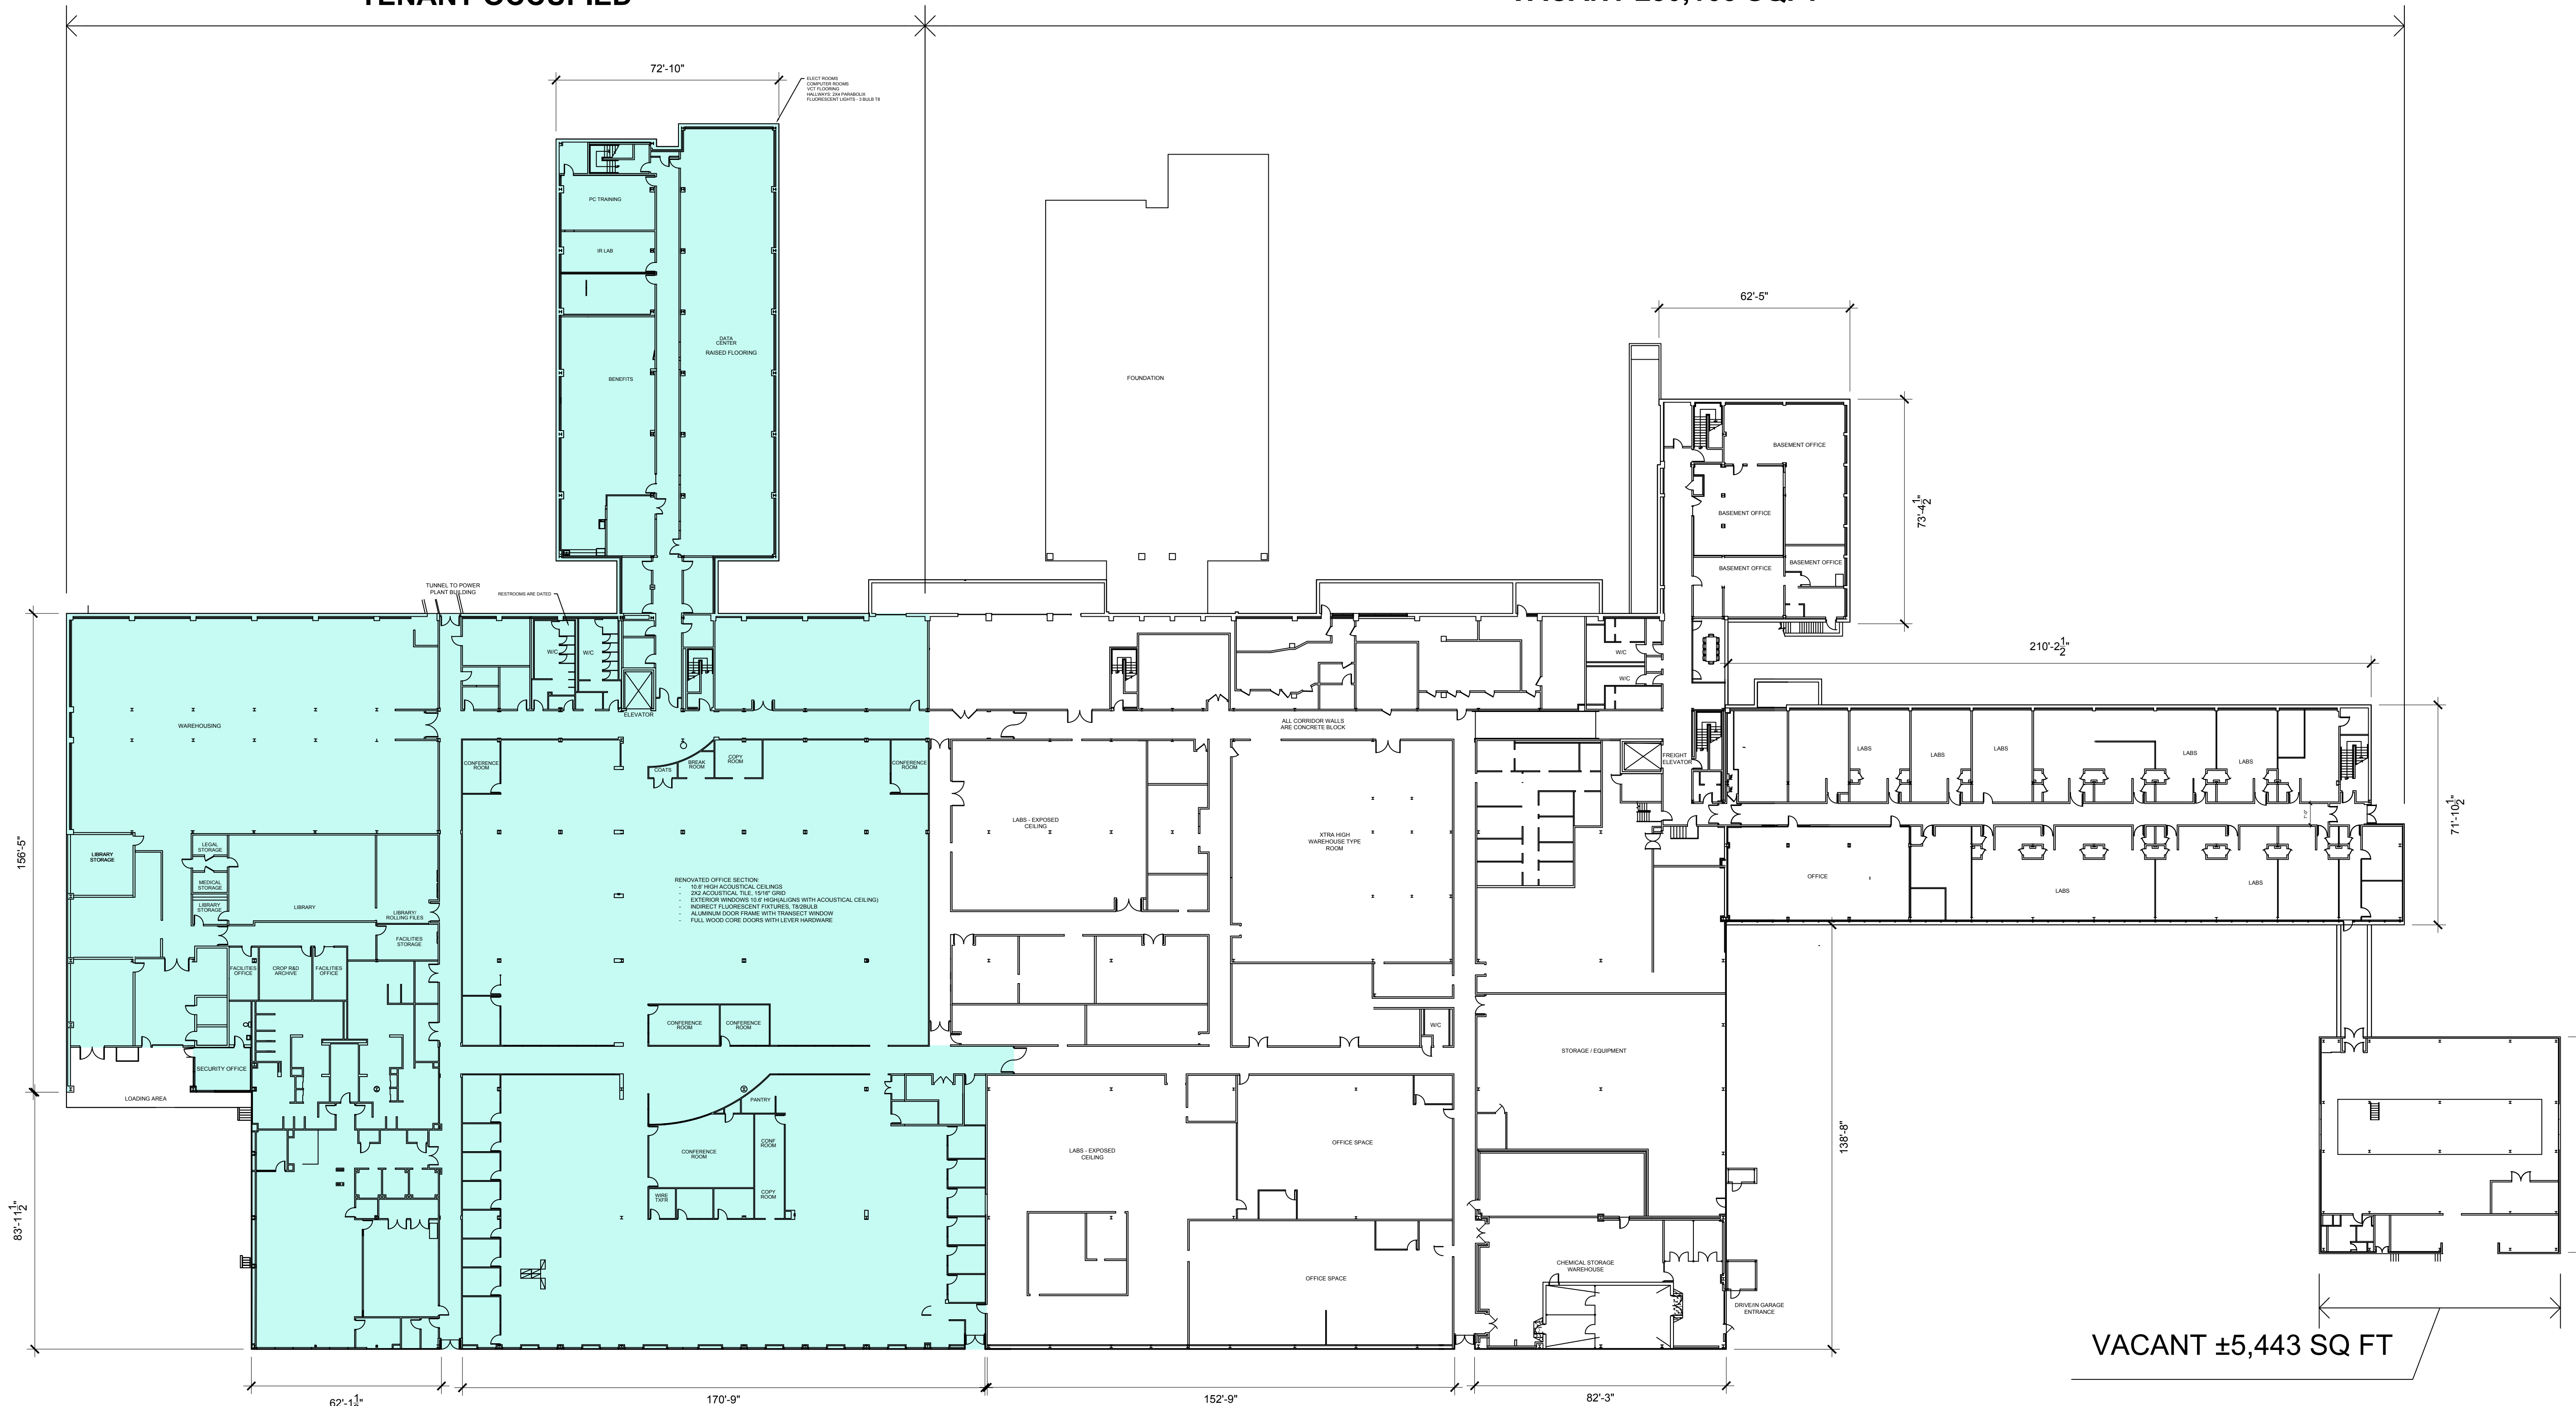 TENANT OCCUPIED
72'-10"
ELECT ROOMS
COMPUTER ROOMS
VCT FLOORING
HALLWAYS: 2X4 PARABOLIX
FLUORESCENT LIGHTS - 3 BULB T8
PC TRAINING
IR LAB
DATA
CENTER
RAISED FLOORING
BENEFITS
FOUNDATION
62'-5"
BASEMENT OFFICE
BASEMENT OFFICE
BASEMENT OFFICE
BASEMENT OFFICE
73'-4 1/2"
TUNNEL TO POWER
PLANT BUILDING
RESTROOMS ARE DATED
W/C
W/C
ELEVATOR
W/C
W/C
210'-2 1/2"
WAREHOUSING
ALL CORRIDOR WALLS
ARE CONCRETE BLOCK
CONFERENCE
ROOM
COATS
BREAK
ROOM
COPY
ROOM
CONFERENCE
ROOM
FREIGHT
ELEVATOR
LABS
LABS
LABS
LABS
LABS
71'-10 1/2"
7'-0"
156'-5"
LABS - EXPOSED
CEILING
XTRA HIGH
WAREHOUSE TYPE
ROOM
LIBRARY
STORAGE
LEGAL
STORAGE
MEDICAL
STORAGE
LIBRARY
STORAGE
LIBRARY
LIBRARY/
ROLLING FILES
FACILITIES
STORAGE
RENOVATED OFFICE SECTION:
- 10.6' HIGH ACOUSTICAL CEILINGS
- 2X2 ACOUSTICAL TILE, 15/16" GRID
- EXTERIOR WINDOWS 10.6' HIGH(ALIGNS WITH ACOUSTICAL CEILING)
- INDIRECT FLUORESCENT FIXTURES, T8/2BULB
- ALUMINUM DOOR FRAME WITH TRANSECT WINDOW
- FULL WOOD CORE DOORS WITH LEVER HARDWARE
OFFICE
LABS
LABS
FACILITIES
OFFICE
CROP R&D
ARCHIVE
FACILITIES
OFFICE
CONFERENCE
ROOM
CONFERENCE
ROOM
W/C
STORAGE / EQUIPMENT
SECURITY OFFICE
LOADING AREA
PANTRY
CONFERENCE
ROOM
CONF
ROOM
WIRE
TXFR
COPY
ROOM
LABS - EXPOSED
CEILING
OFFICE SPACE
OFFICE SPACE
138'-8"
83'-11 1/2"
CHEMICAL STORAGE
WAREHOUSE
DRIVE/IN GARAGE
ENTRANCE
VACANT ±5,443 SQ FT
170'-9"
152'-9"
82'-3"